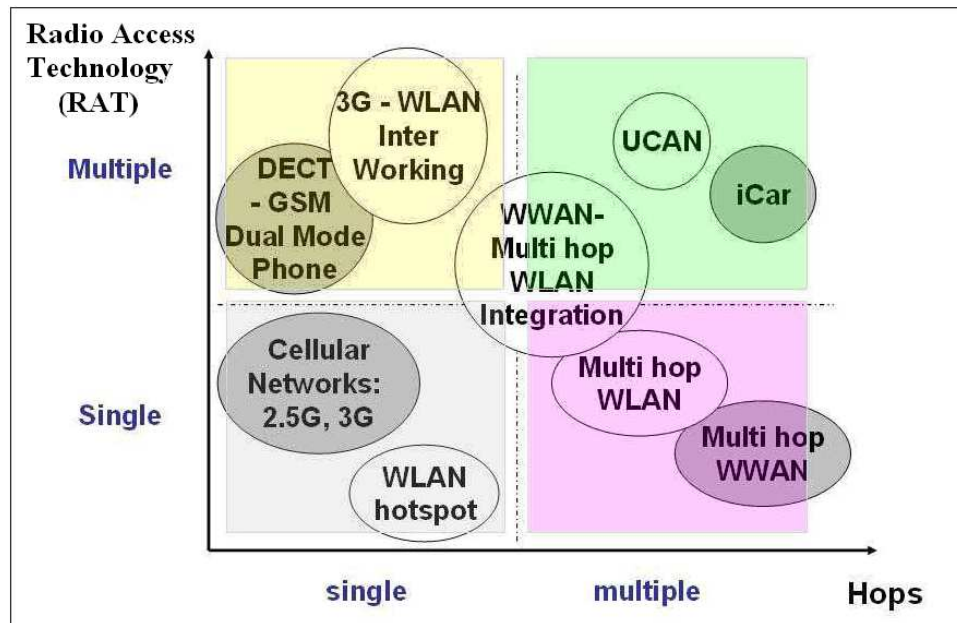 Radio Access
Technology
(RAT)
Multiple
Single
3G - WLAN
Inter
Working
DECT
- GSM
Dual Mode
Phone
UCAN
iCar
WWAN-
Multi hop
WLAN
Integration
Cellular
Networks:
2.5G, 3G
WLAN
hotspot
Multi hop
WLAN
Multi hop
WWAN
single
multiple
Hops